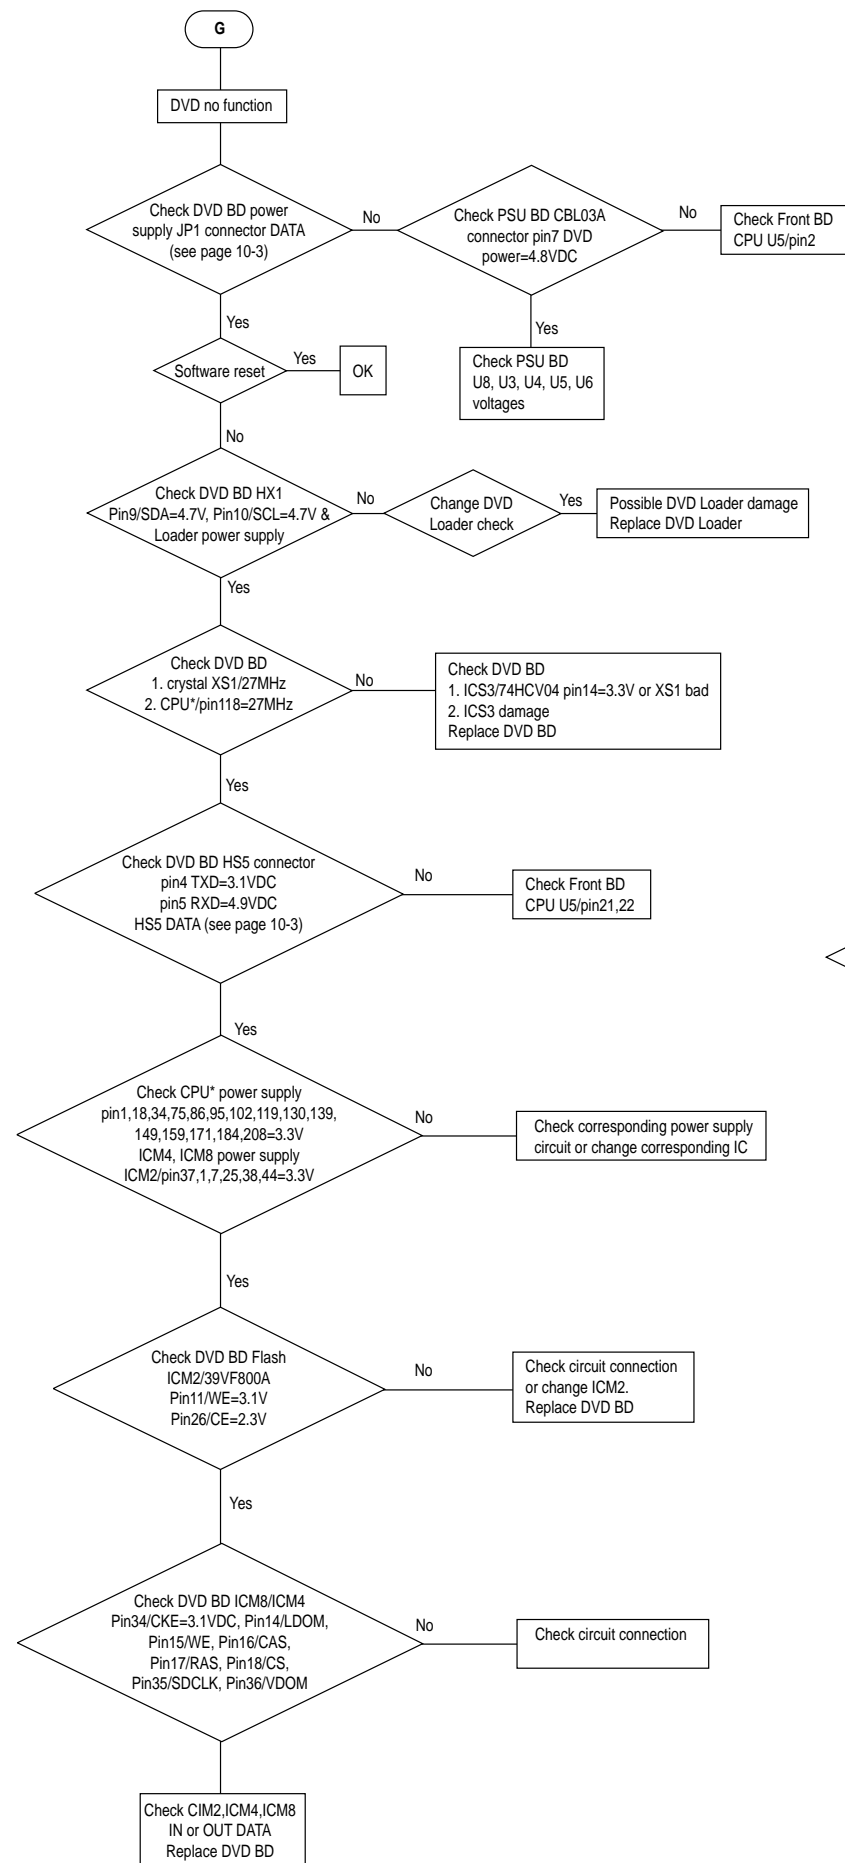 G
DVD no function
Check DVD BD power
supply JP1 connector DATA
(see page 10-3)
No
Check PSU BD CBL03A
connector pin7 DVD
power=4.8VDC
No
Check Front BD
CPU U5/pin2
Yes
Yes
Check PSU BD
U8, U3, U4, U5, U6
voltages
Software reset
Yes
OK
No
Check DVD BD HX1
Pin9/SDA=4.7V, Pin10/SCL=4.7V &
Loader power supply
No
Change DVD
Loader check
Yes
Possible DVD Loader damage
Replace DVD Loader
Yes
Check DVD BD
1. crystal XS1/27MHz
2. CPU*/pin118=27MHz
No
Check DVD BD
1. ICS3/74HCV04 pin14=3.3V or XS1 bad
2. ICS3 damage
Replace DVD BD
Yes
Check DVD BD HS5 connector
pin4 TXD=3.1VDC
pin5 RXD=4.9VDC
HS5 DATA (see page 10-3)
No
Check Front BD
CPU U5/pin21,22
Yes
Check CPU* power supply
pin1,18,34,75,86,95,102,119,130,139,
149,159,171,184,208=3.3V
ICM4, ICM8 power supply
ICM2/pin37,1,7,25,38,44=3.3V
No
Check corresponding power supply
circuit or change corresponding IC
Yes
Check DVD BD Flash
ICM2/39VF800A
Pin11/WE=3.1V
Pin26/CE=2.3V
No
Check circuit connection
or change ICM2.
Replace DVD BD
Yes
Check DVD BD ICM8/ICM4
Pin34/CKE=3.1VDC, Pin14/LDOM,
Pin15/WE, Pin16/CAS,
Pin17/RAS, Pin18/CS,
Pin35/SDCLK, Pin36/VDOM
No
Check circuit connection
Check CIM2,ICM4,ICM8
IN or OUT DATA
Replace DVD BD